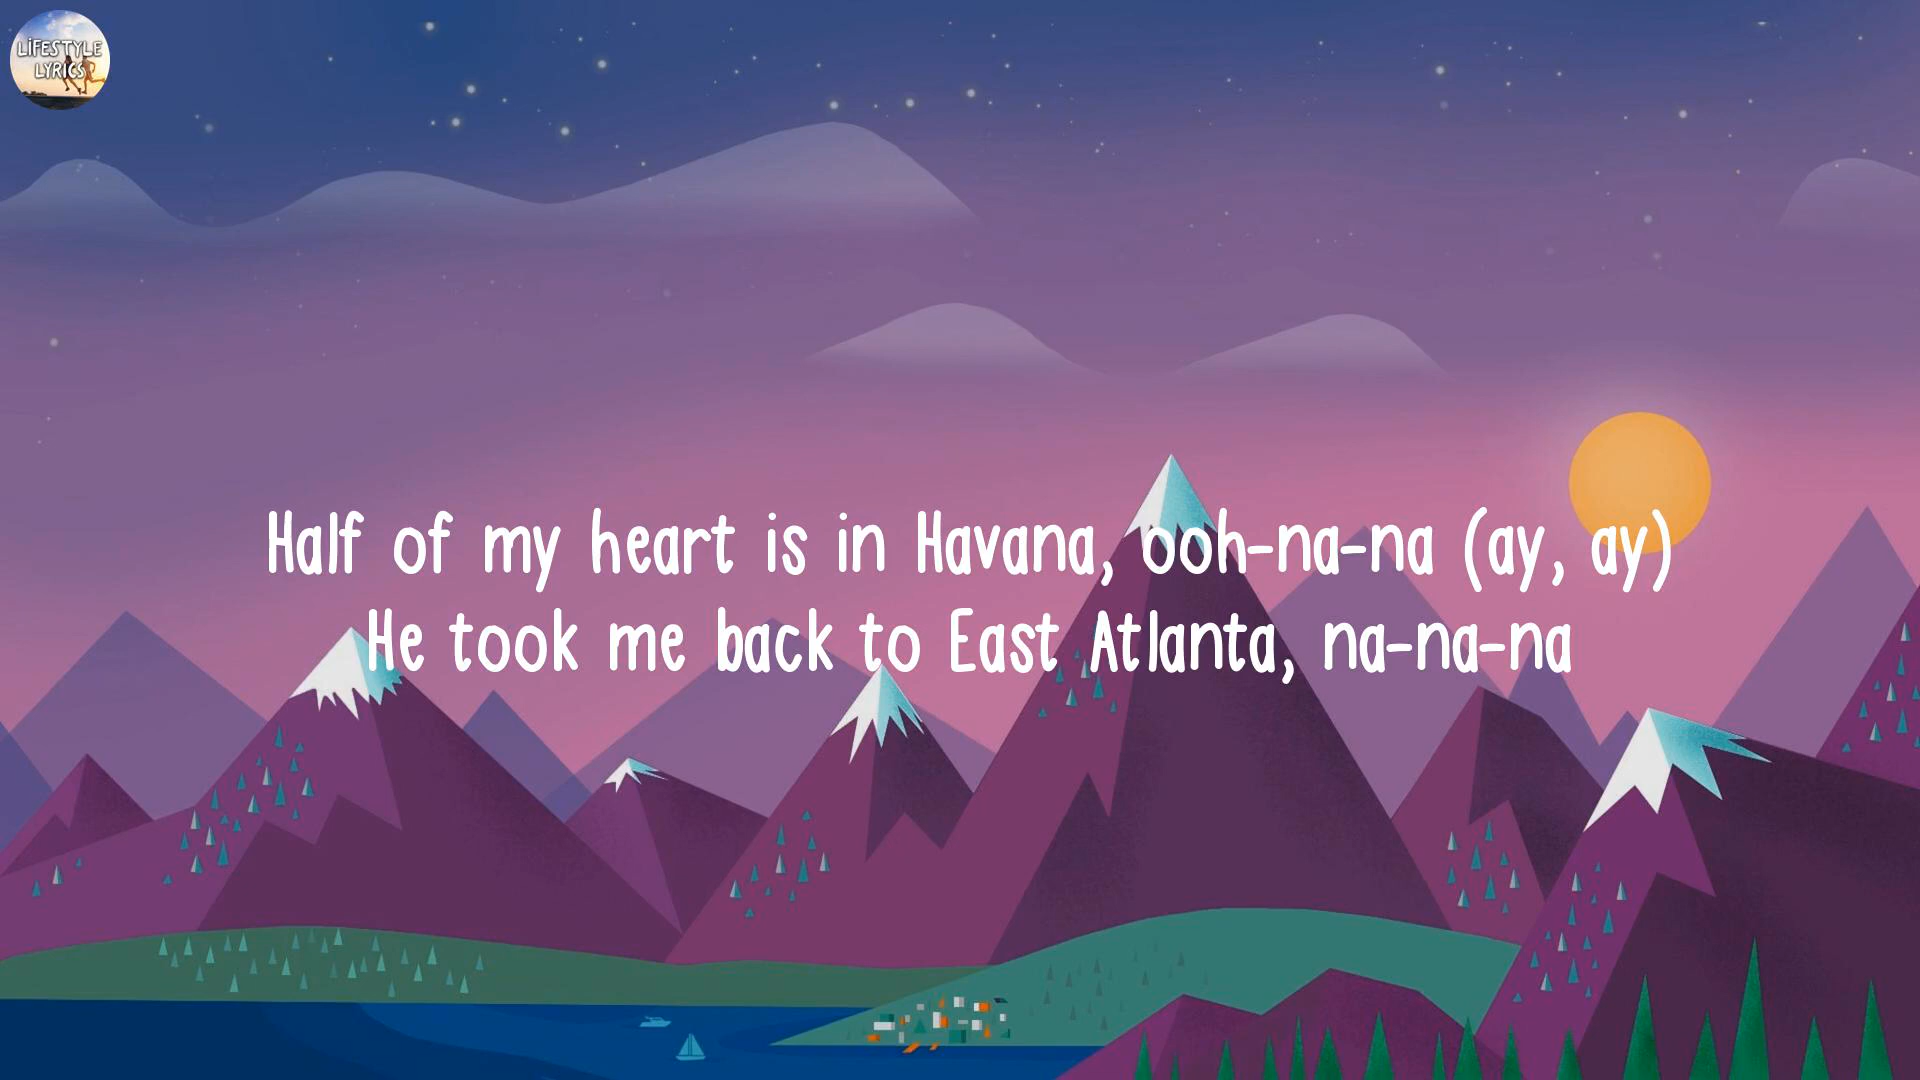 LiFESTYLE
LYRICS
Half of my heart is in Havana, ooh-na-na (ay, ay)
He took me back to East Atlanta, na-na-na